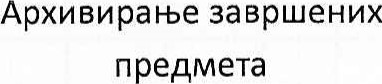 Архивирање завршених
предмета